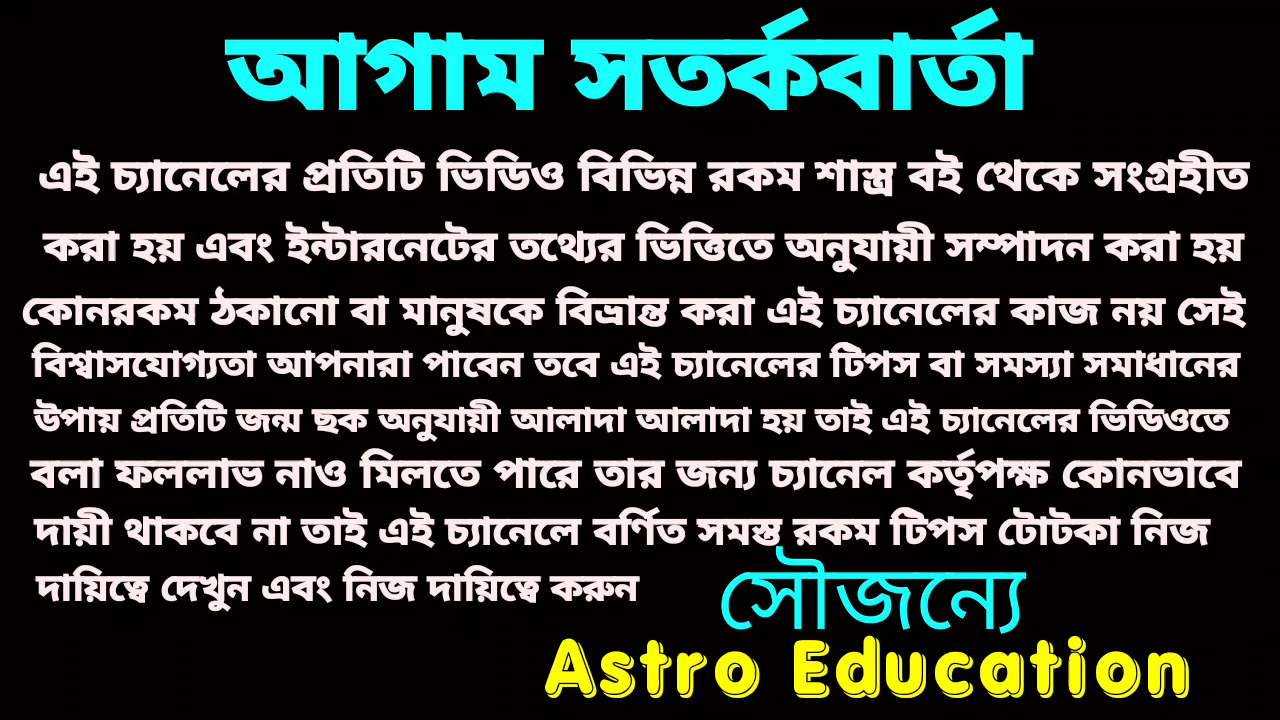 আগাম সতর্কবার্তা
এই চ্যানেলের প্রতিটি ভিডিও বিভিন্ন রকম শাস্ত্র বই থেকে সংগ্রহীত
করা হয় এবং ইন্টারনেটের তথ্যের ভিত্তিতে অনুযায়ী সম্পাদন করা হয়
কোনরকম ঠকানো বা মানুষকে বিভ্রান্ত করা এই চ্যানেলের কাজ নয় সেই
বিশ্বাসযোগ্যতা আপনারা পাবেন তবে এই চ্যানেলের টিপস বা সমস্যা সমাধানের
উপায় প্রতিটি জন্ম ছক অনুযায়ী আলাদা আলাদা হয় তাই এই চ্যানেলের ভিডিওতে
বলা ফললাভ নাও মিলতে পারে তার জন্য চ্যানেল কর্তৃপক্ষ কোনভাবে
দায়ী থাকবে না তাই এই চ্যানেলে বর্ণিত সমস্ত রকম টিপস টোটকা নিজ
দায়িত্বে দেখুন এবং নিজ দায়িত্বে করুন
সৌজন্যে
Astro Education